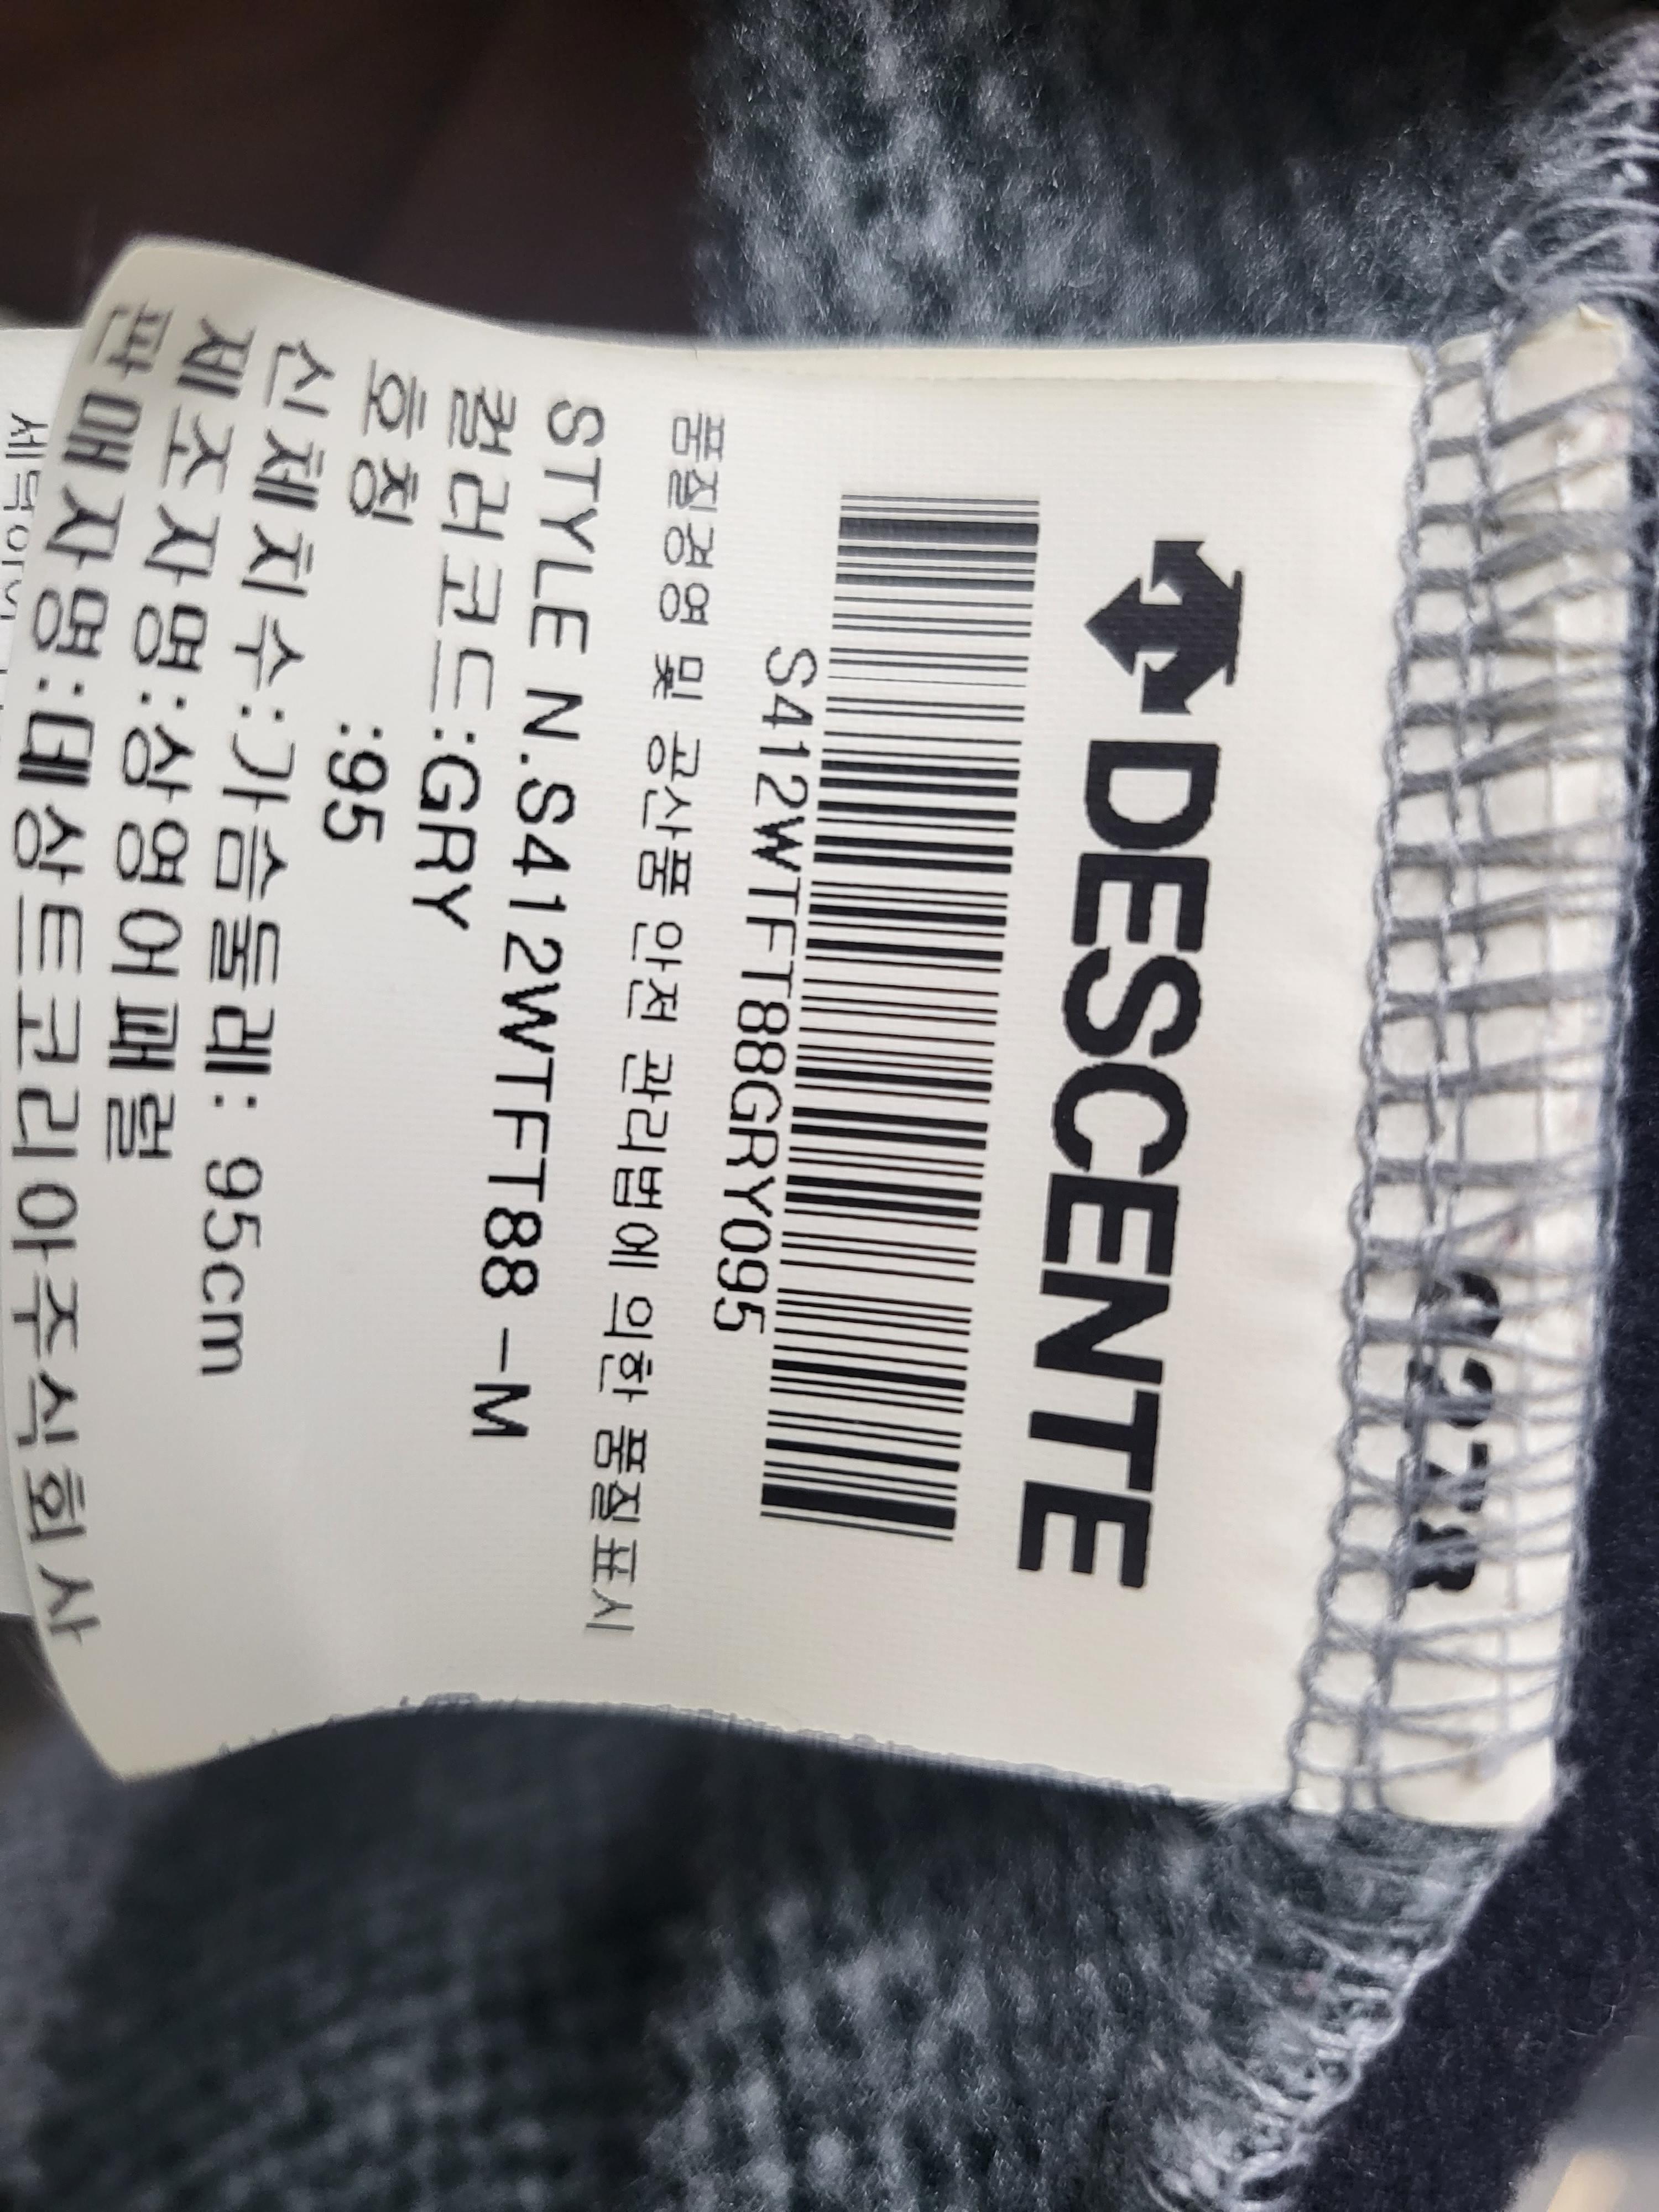 DESCENTE
S412WTFT88GRY095
품질경영 및 공산품 안전 관리법에 의한 품질표시
STYLE N.S412WTFT88 -M
컬러코드:GRY
호칭 :95
신체치수:가슴둘레: 95cm
제조자명:상영어패럴
판매자명:데상트코리아주식회사